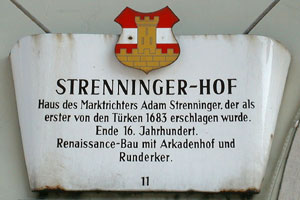 STRENNINGER-HOF
Haus des Marktrichters Adam Strenninger, der als
erster von den Türken 1683 erschlagen wurde.
Ende 16. Jahrhundert.
Renaissance-Bau mit Arkadenhof und
Runderker.
11